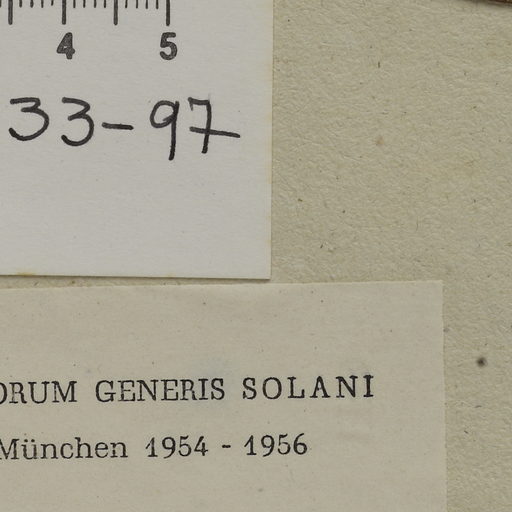 4 5
33-97
ORUM GENERIS SOLANI
München 1954 - 1956